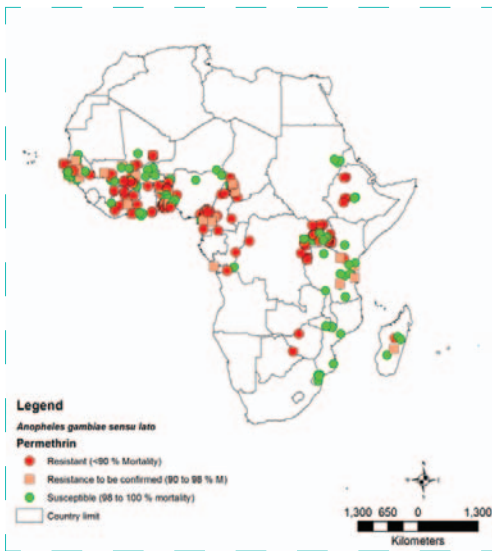 Legend
Anopheles gambiae sensu lato
Permethrin
Resistant (<90 % Mortality)
Resistance to be confirmed (90 to 98 % M)
Susceptible (98 to 100 % mortality)
Country limit
1,300 650 0 1,300
Kilometers